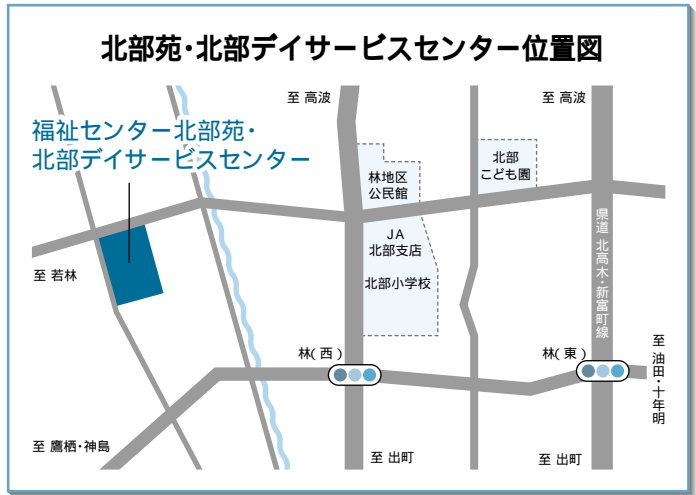 北部苑・北部デイサービスセンター位置図
至 高波
至 高波
福祉センター北部苑・
北部デイサービスセンター
北部
こども園
林地区
公民館
JA
北部支店
北部小学校
県道 北高木・新富町線
至 若林
林(西)
林(東)
至 油田・十年明
至 鷹栖・神島
至 出町
至 出町